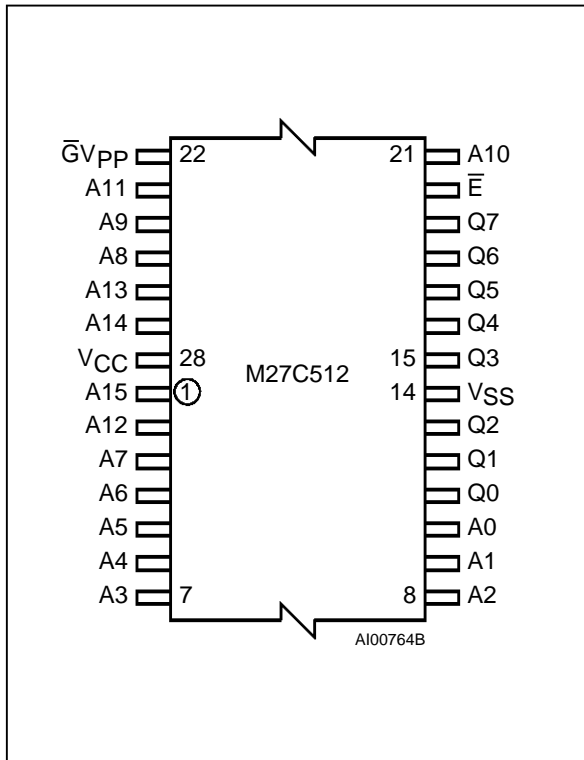 G̅VPP 22 21 A10
A11 E̅
A9 Q7
A8 Q6
A13 Q5
A14 Q4
VCC 28 15 Q3
M27C512
A15 1 14 VSS
A12 Q2
A7 Q1
A6 Q0
A5 A0
A4 A1
A3 7 8 A2
AI00764B